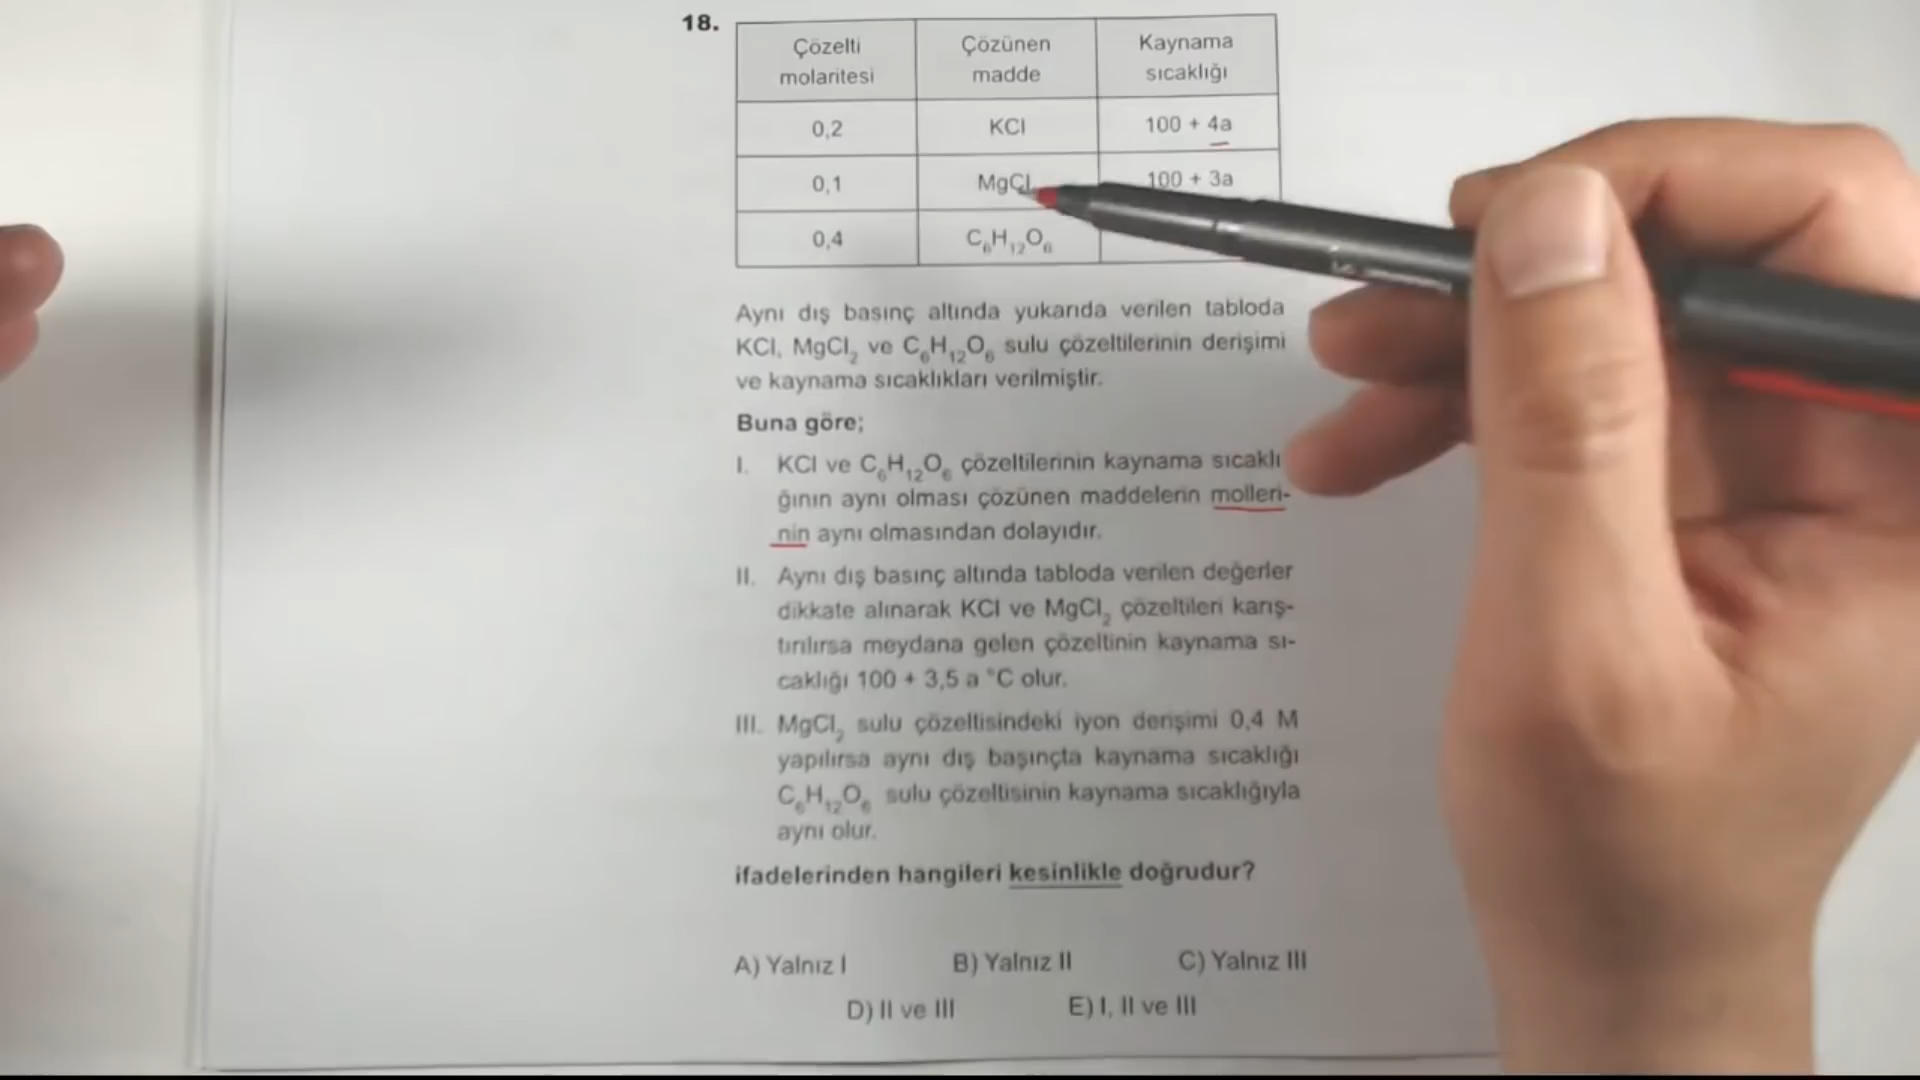 18.
Çözelti molaritesi	Çözünen madde	Kaynama sıcaklığı
0,2	KCl	100 + 4a
0,1	MgCl	100 + 3a
0,4	C₆H₁₂O₆
Aynı dış basınç altında yukarıda verilen tabloda
KCl, MgCl₂ ve C₆H₁₂O₆ sulu çözeltilerinin derişimi
ve kaynama sıcaklıkları verilmiştir.
Buna göre;
I. KCl ve C₆H₁₂O₆ çözeltilerinin kaynama sıcaklı
ğının aynı olması çözünen maddelerin molleri-
nin aynı olmasından dolayıdır.
II. Aynı dış basınç altında tabloda verilen değerler
dikkate alınarak KCl ve MgCl₂ çözeltileri karış-
tırılırsa meydana gelen çözeltinin kaynama sı-
caklığı 100 + 3,5 a °C olur.
III. MgCl₂ sulu çözeltisindeki iyon derişimi 0,4 M
yapılırsa aynı dış başınçta kaynama sıcaklığı
C₆H₁₂O₆ sulu çözeltisinin kaynama sıcaklığıyla
aynı olur.
ifadelerinden hangileri kesinlikle doğrudur?
A) Yalnız I B) Yalnız II C) Yalnız III
D) II ve III E) I, II ve III